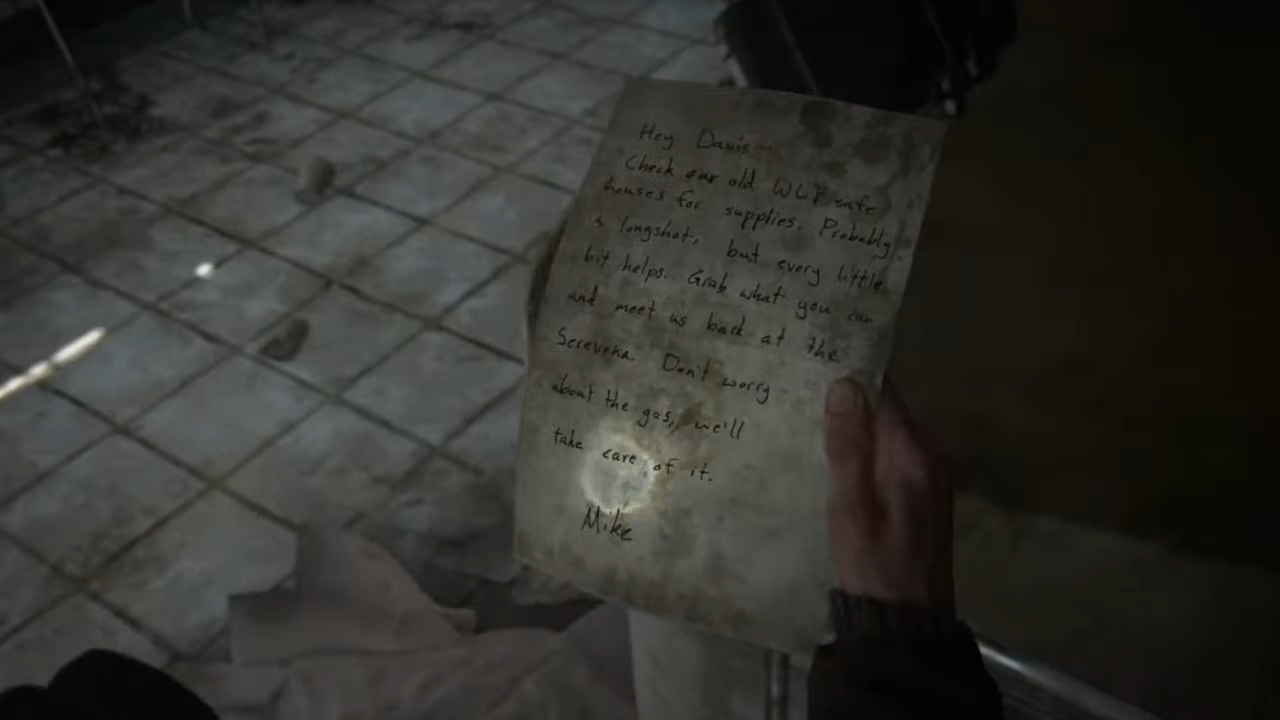 Hey Davis—
Check our old WLF safe
houses for supplies. Probably
a longshot, but every little
bit helps. Grab what you can
and meet us back at the
Serevena. Don't worry
about the gas, we'll
take care of it.
Mike